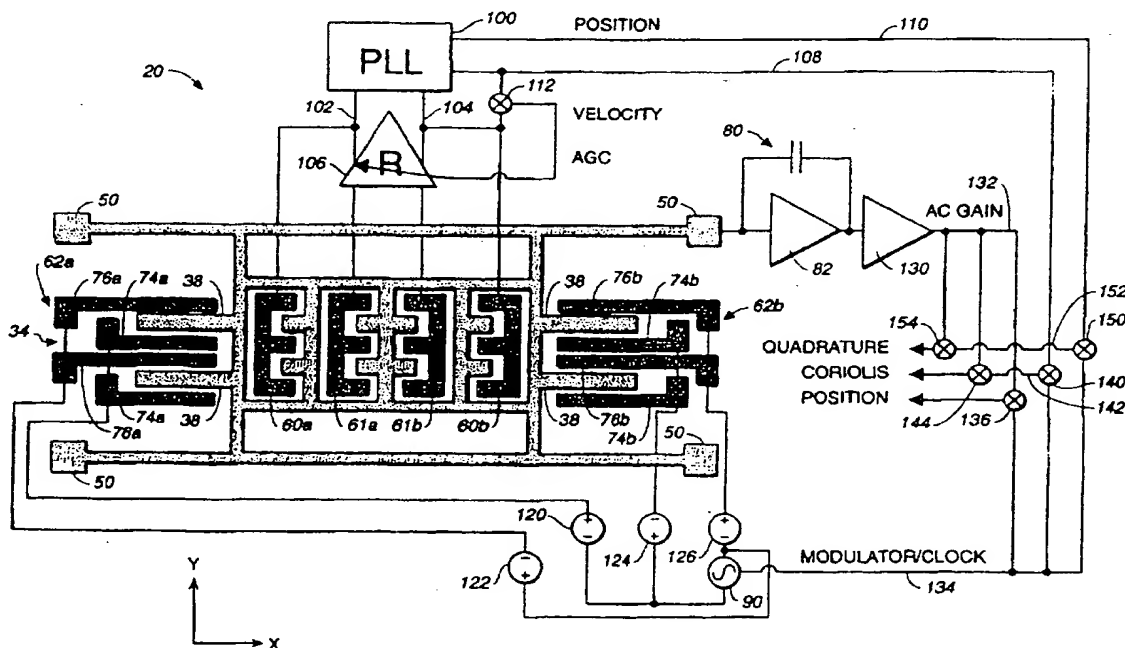 100
POSITION
110
PLL
108
20
112
102
104
VELOCITY
80
106
R
AGC
132
50
50
AC GAIN
82
130
62a
76a
74a
38
38
76b
74b
62b
152
150
154
34
QUADRATURE
CORIOLIS
POSITION
140
142
144
136
74a
76a
38
60a
61a
61b
60b
38
76b
74b
50
50
120
124
126
122
90
MODULATOR/CLOCK
134
Y
X